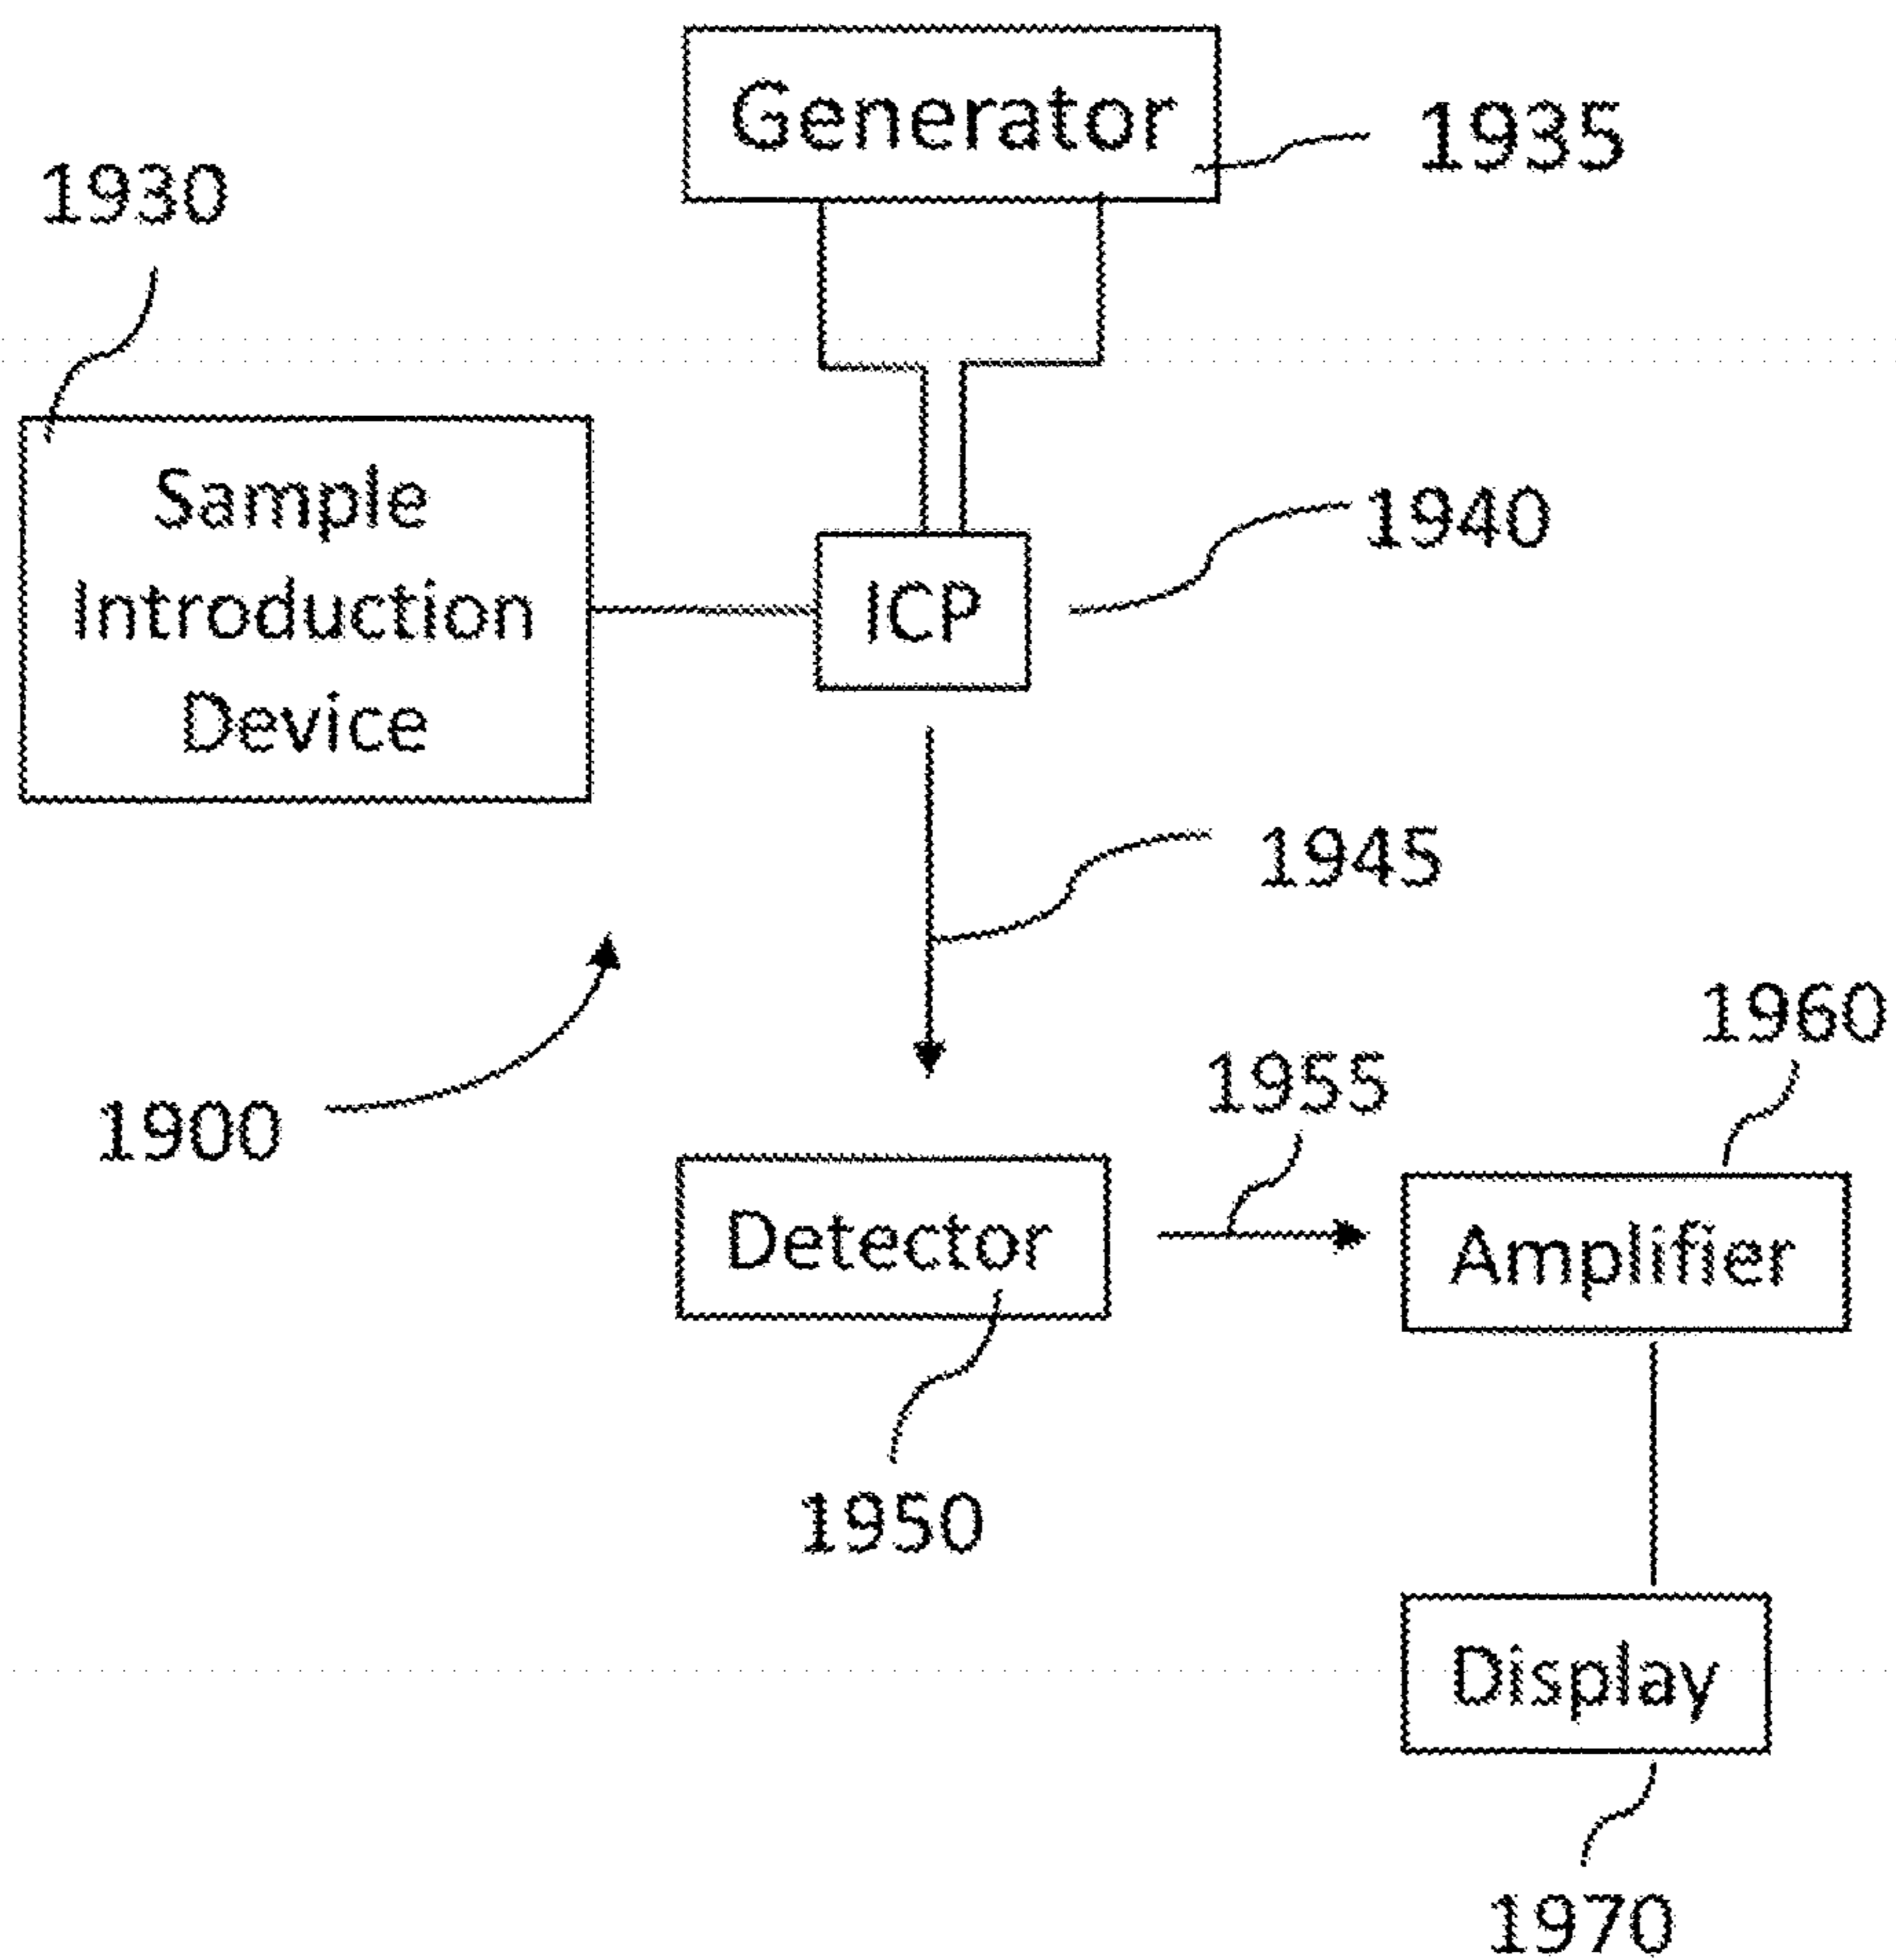 Generator
1935
1930
Sample
Introduction
Device
ICP
1940
1945
1900
1955
1960
Detector
Amplifier
1950
Display
1970